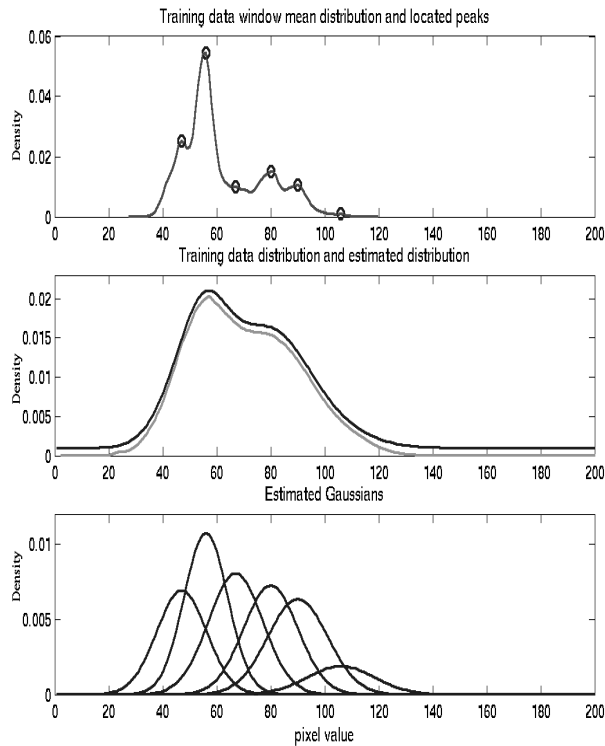 Training data window mean distribution and located peaks
0.06
0.04
0.02
0
Density
0 20 40 60 80 100 120 140 160 180 200
Training data distribution and estimated distribution
0.02
0.015
0.01
0.005
0
Density
0 20 40 60 80 100 120 140 160 180 200
Estimated Gaussians
0.01
0.005
0
Density
0 20 40 60 80 100 120 140 160 180 200
pixel value